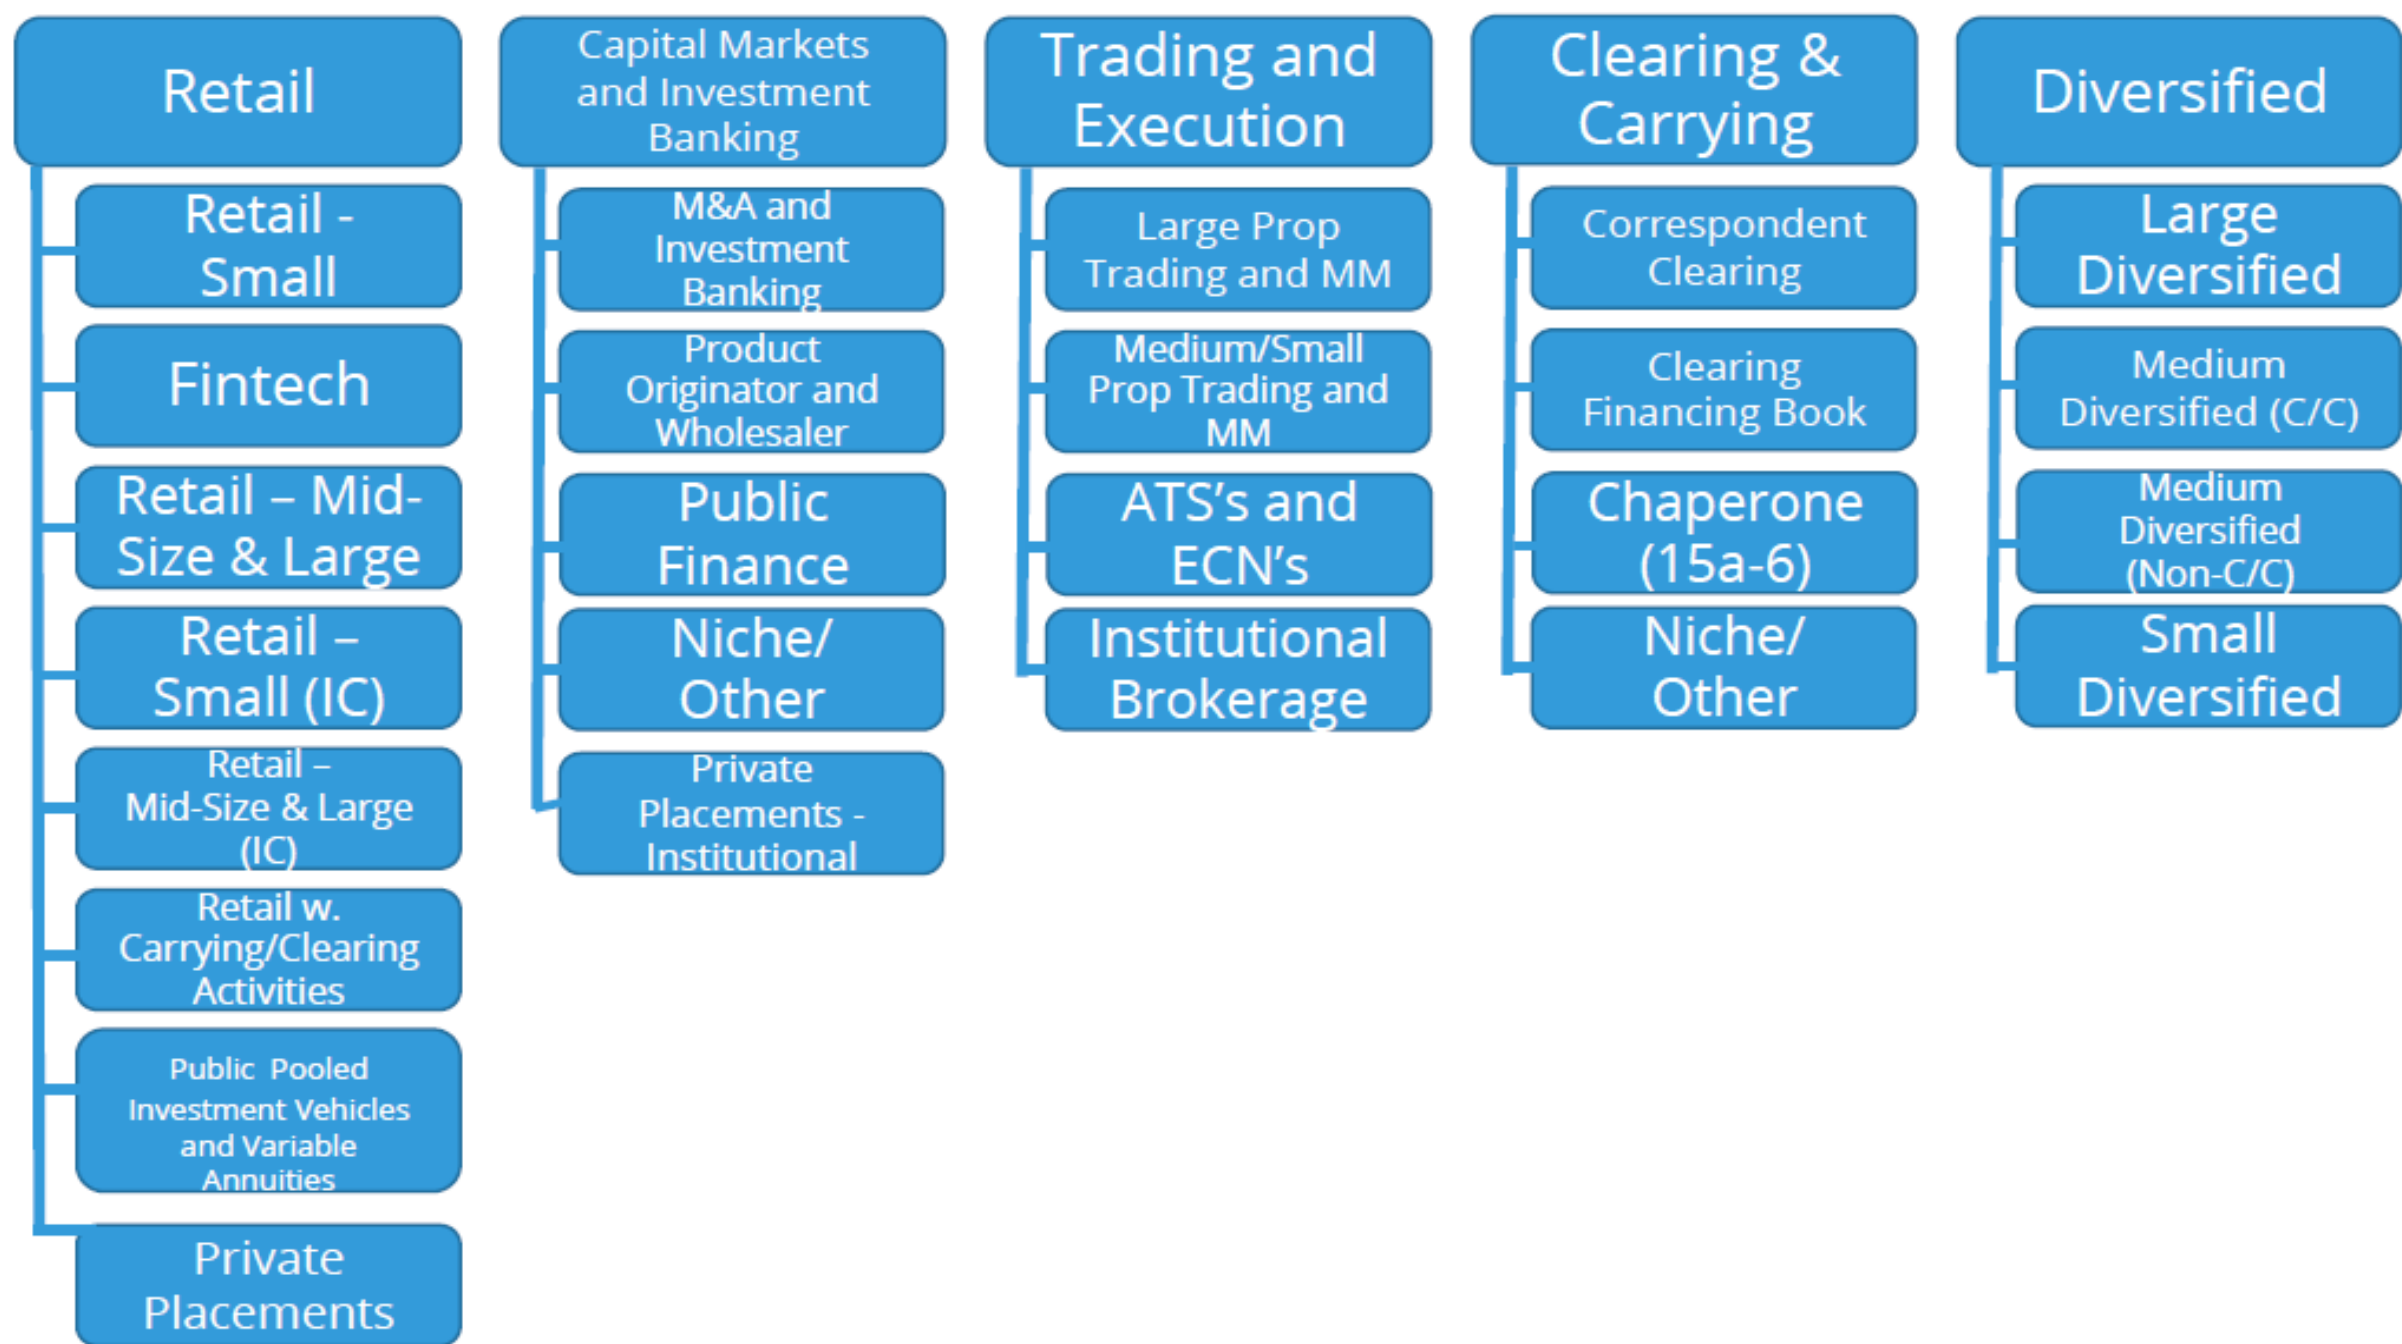 Retail
Retail -
Small
Fintech
Retail – Mid-
Size & Large
Retail –
Small (IC)
Retail –
Mid-Size & Large
(IC)
Retail w.
Carrying/Clearing
Activities
Public Pooled
Investment Vehicles
and Variable
Annuities
Private
Placements
Capital Markets
and Investment
Banking
M&A and
Investment
Banking
Product
Originator and
Wholesaler
Public
Finance
Niche/
Other
Private
Placements -
Institutional
Trading and
Execution
Large Prop
Trading and MM
Medium/Small
Prop Trading and
MM
ATS’s and
ECN’s
Institutional
Brokerage
Clearing &
Carrying
Correspondent
Clearing
Clearing
Financing Book
Chaperone
(15a-6)
Niche/
Other
Diversified
Large
Diversified
Medium
Diversified (C/C)
Medium
Diversified
(Non-C/C)
Small
Diversified